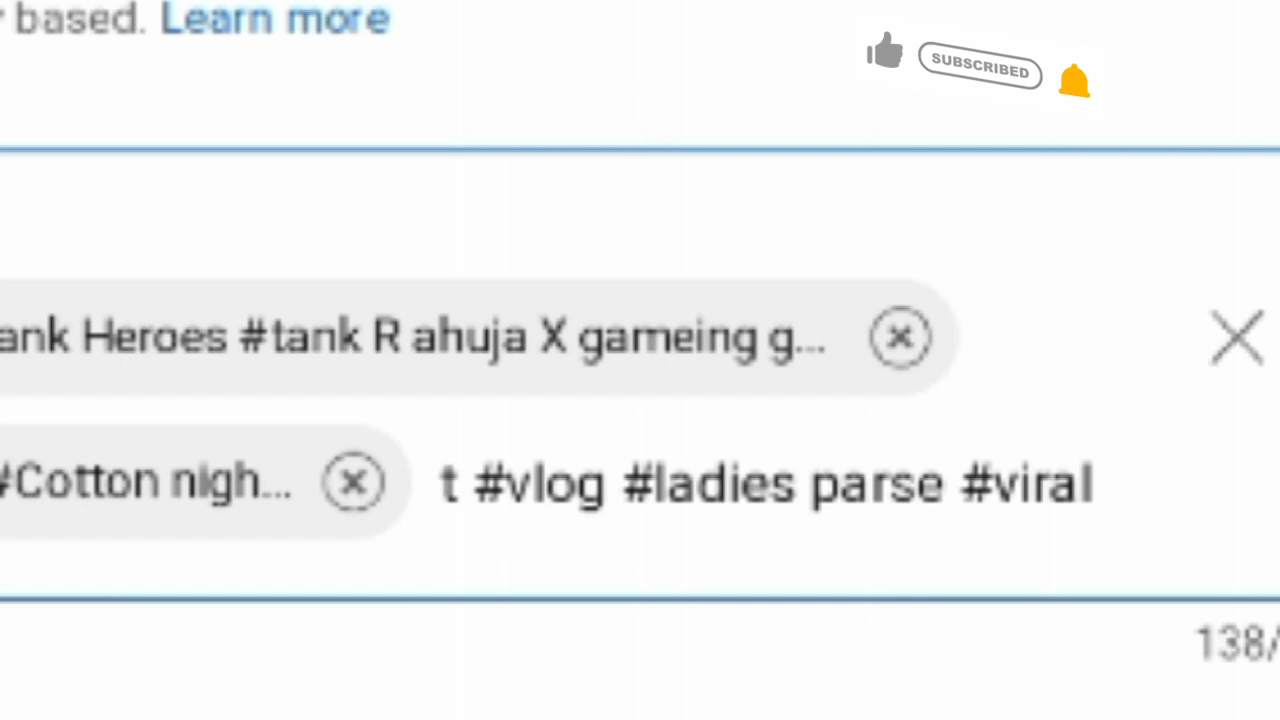 based. Learn more
SUBSCRIBED
ank Heroes #tank R ahuja X gameing g...
#Cotton nigh... t #vlog #ladies parse #viral
138/